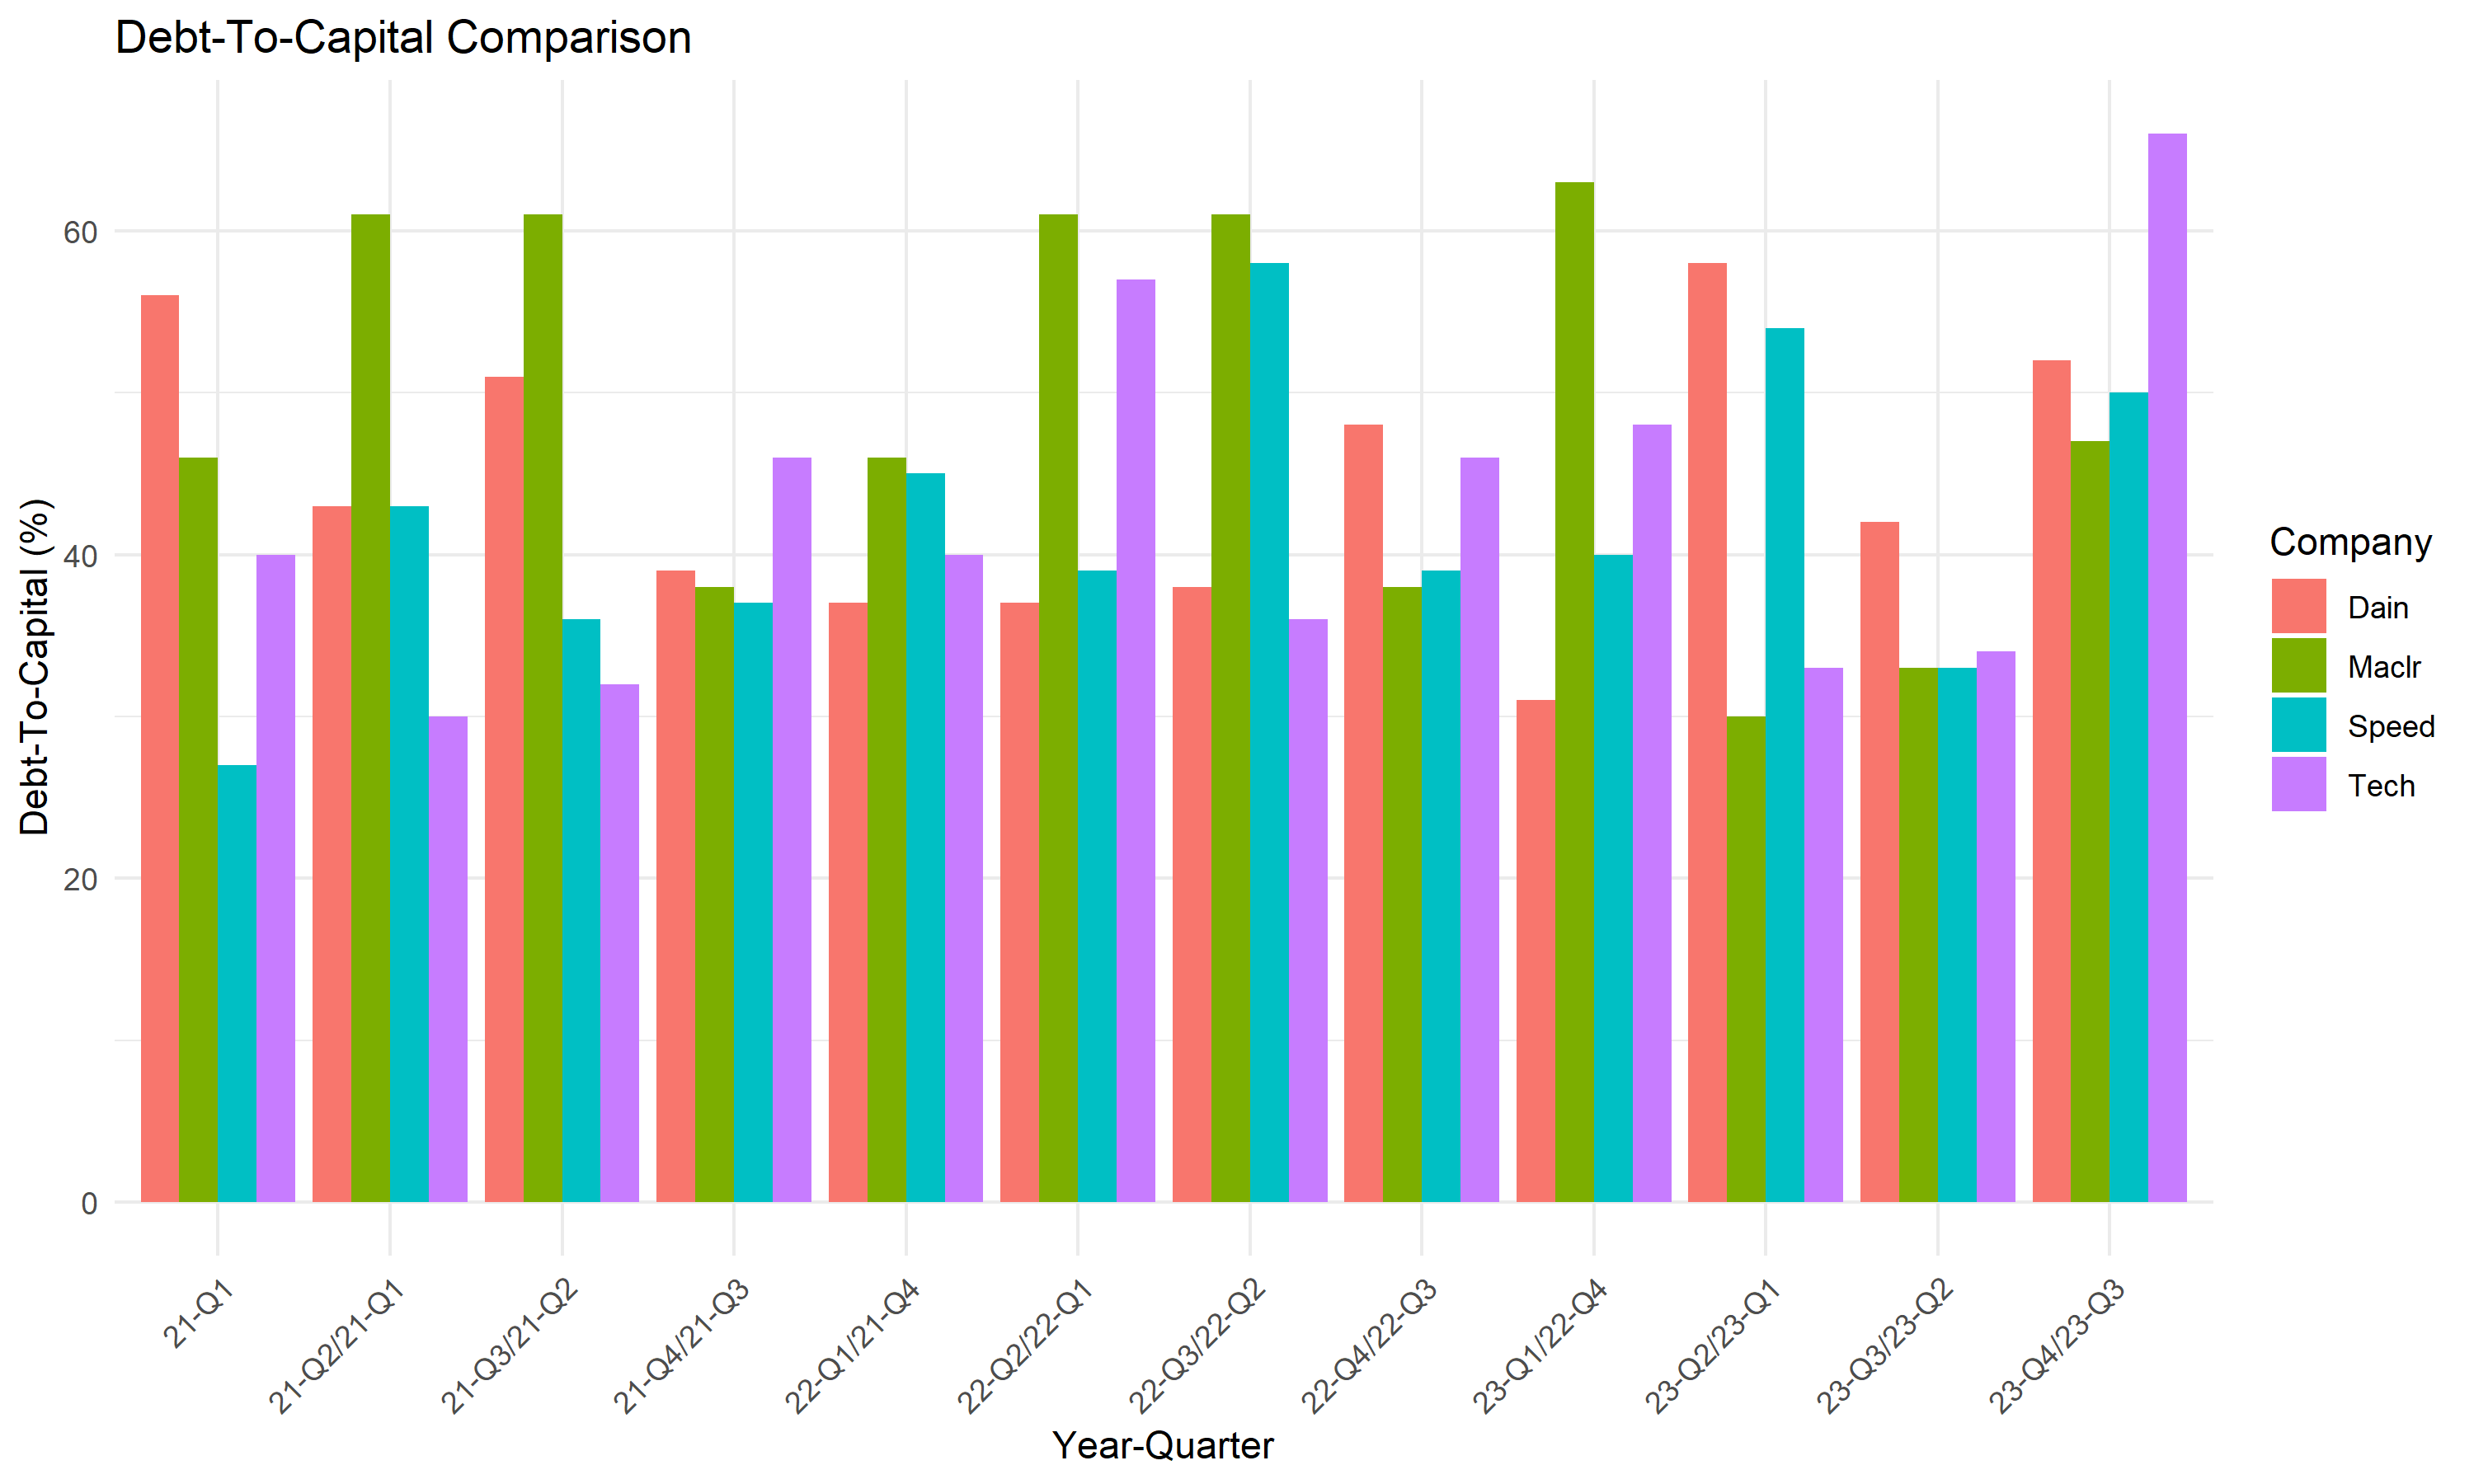 Debt-To-Capital Comparison
Debt-To-Capital (%)
60
40
20
0
21-Q1
21-Q2/21-Q1
21-Q3/21-Q2
21-Q4/21-Q3
22-Q1/21-Q4
22-Q2/22-Q1
22-Q3/22-Q2
22-Q4/22-Q3
23-Q1/22-Q4
23-Q2/23-Q1
23-Q3/23-Q2
23-Q4/23-Q3
Year-Quarter
Company
Dain
Maclr
Speed
Tech